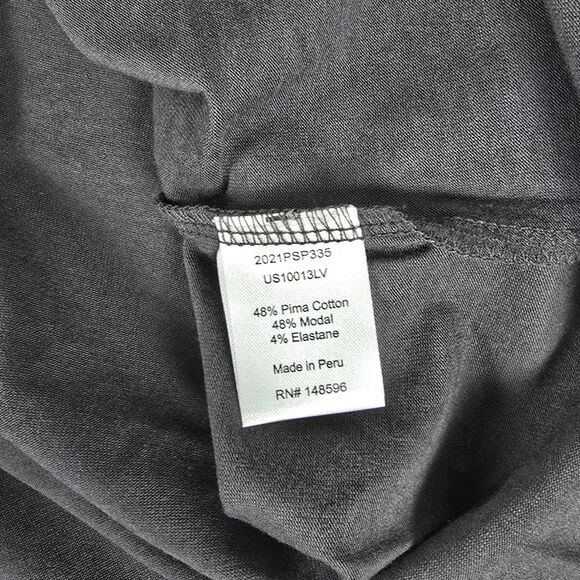 2021PSP335
US10013LV
48% Pima Cotton
48% Modal
4% Elastane
Made in Peru
RN# 148596